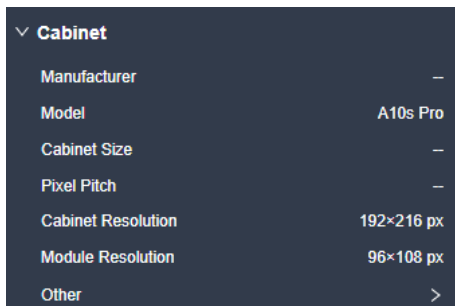 Cabinet
Manufacturer --
Model A10s Pro
Cabinet Size --
Pixel Pitch --
Cabinet Resolution 192×216 px
Module Resolution 96×108 px
Other >